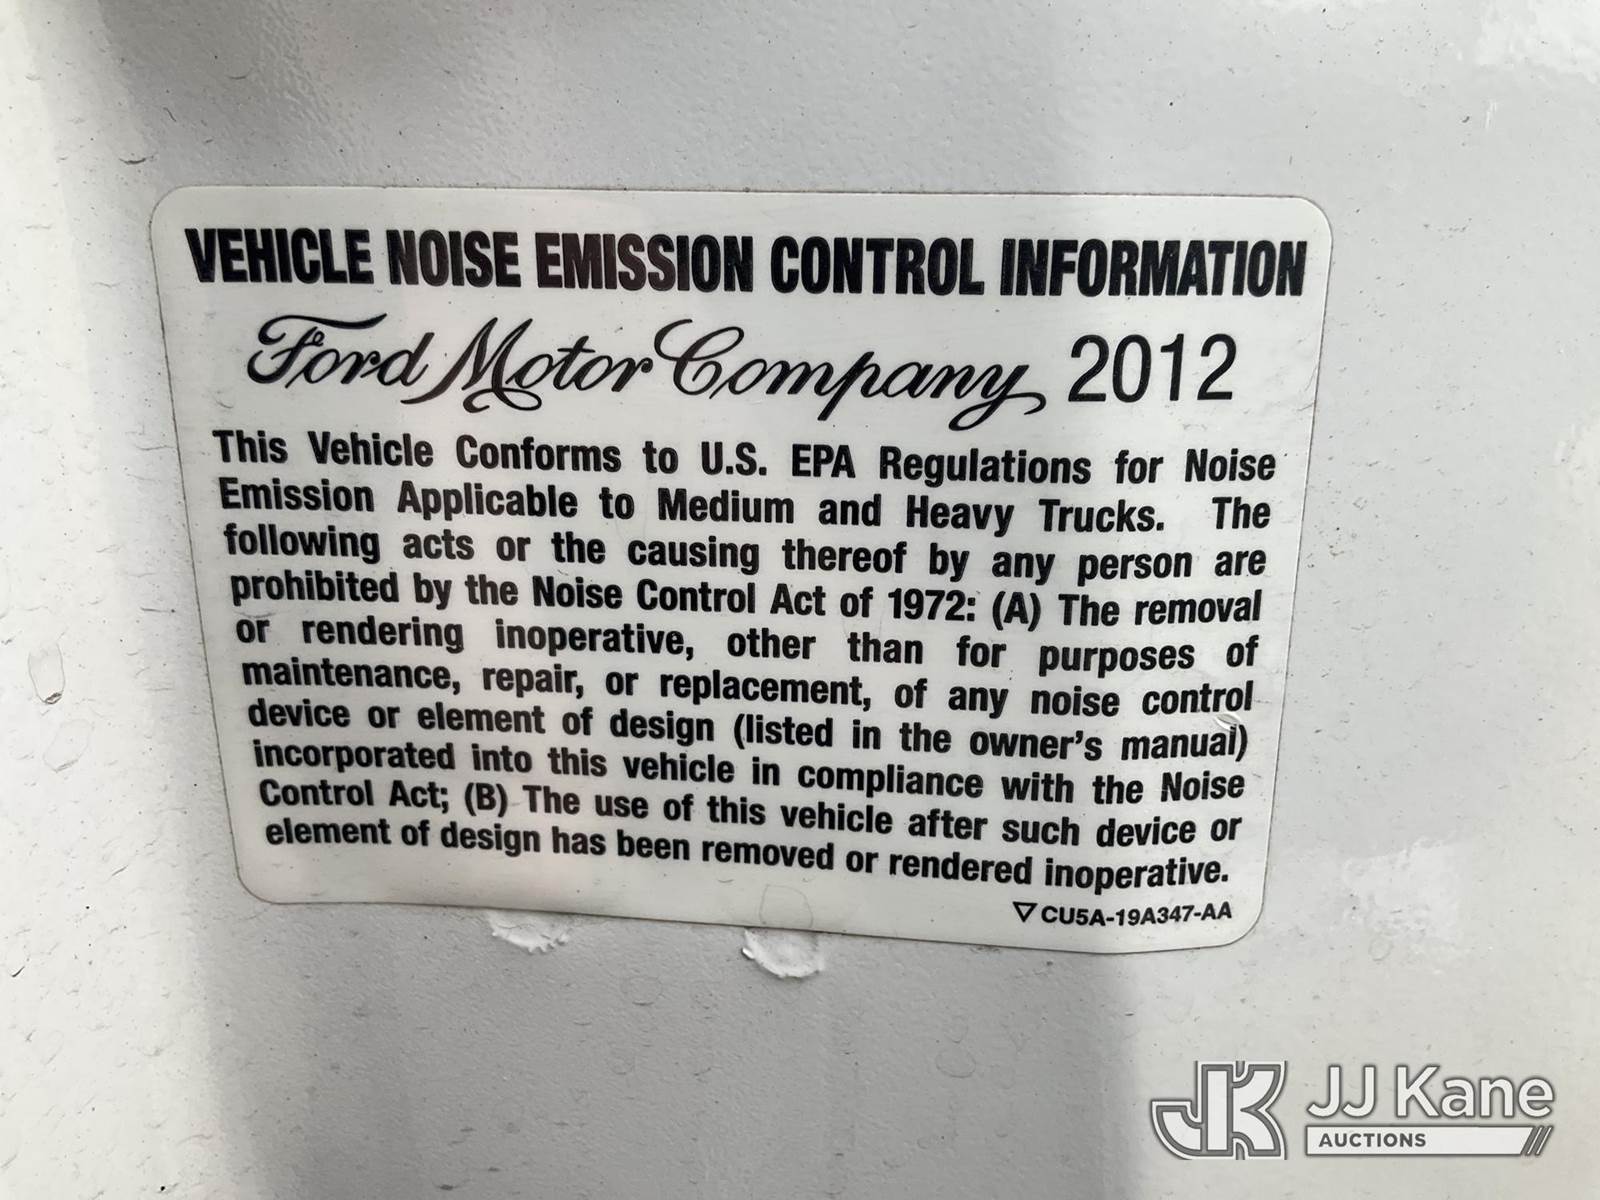 VEHICLE NOISE EMISSION CONTROL INFORMATION
Ford Motor Company 2012
This Vehicle Conforms to U.S. EPA Regulations for Noise
Emission Applicable to Medium and Heavy Trucks. The
following acts or the causing thereof by any person are
prohibited by the Noise Control Act of 1972: (A) The removal
or rendering inoperative, other than for purposes of
maintenance, repair, or replacement, of any noise control
device or element of design (listed in the owner's manual)
incorporated into this vehicle in compliance with the Noise
Control Act; (B) The use of this vehicle after such device or
element of design has been removed or rendered inoperative.
▽ CU5A-19A347-AA
JK JJ Kane
AUCTIONS